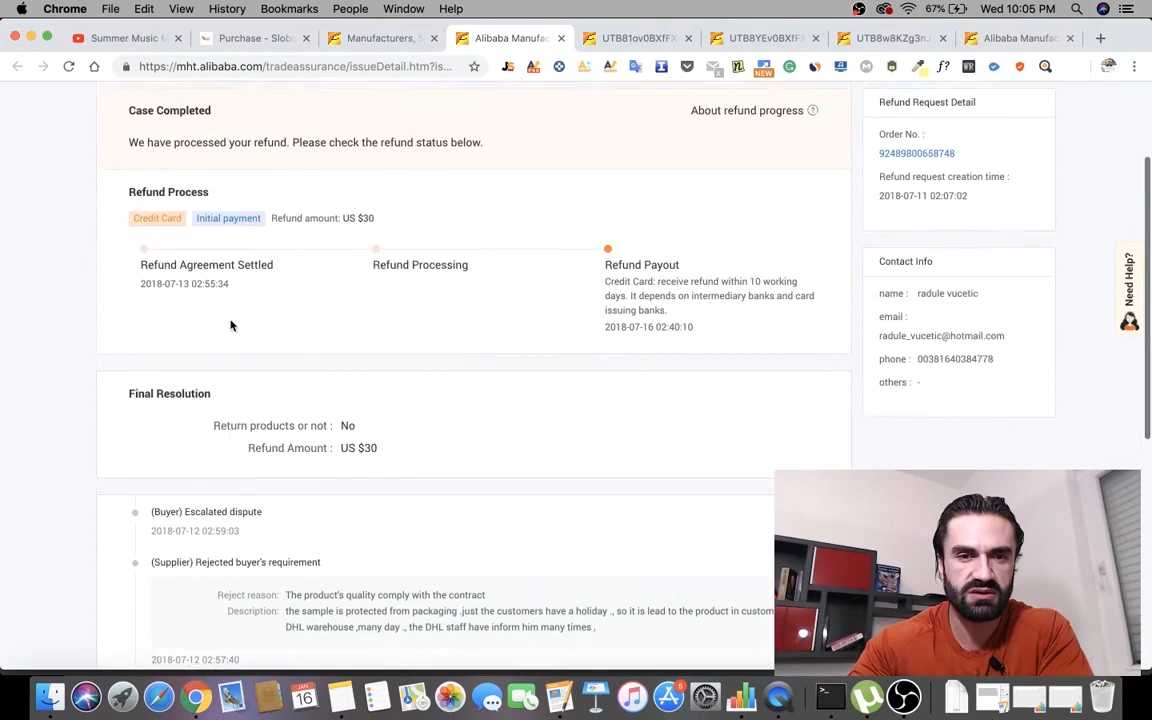 Chrome File Edit View History Bookmarks People Window Help 67% Wed 10:05 PM
Summer Music M × Purchase - Slob × Manufacturers, S × Alibaba Manufac × UTB81ov0BXfFX × UTB8YEv0BXfFX × UTB8w8KZg3nJ × Alibaba Manufac ×
https://mht.alibaba.com/tradeassurance/issueDetail.htm?is...
Case Completed
About refund progress ?
We have processed your refund. Please check the refund status below.
Refund Process
Credit Card Initial payment Refund amount: US $30
Refund Agreement Settled
2018-07-13 02:55:34
Refund Processing
Refund Payout
Credit Card: receive refund within 10 working
days. It depends on intermediary banks and card
issuing banks.
2018-07-16 02:40:10
Final Resolution
Return products or not : No
Refund Amount : US $30
(Buyer) Escalated dispute
2018-07-12 02:59:03
(Supplier) Rejected buyer's requirement
Reject reason: The product's quality comply with the contract
Description: the sample is protected from packaging .just the customers have a holiday ., so it is lead to the product in custom
DHL warehouse ,many day ., the DHL staff have inform him many times ,
2018-07-12 02:57:40
Refund Request Detail
Order No. :
92489800658748
Refund request creation time :
2018-07-11 02:07:02
Contact Info
name : radule vucetic
email :
radule_vucetic@hotmail.com
phone : 00381640384778
others : -
Need Help?
NEW
JAN
16